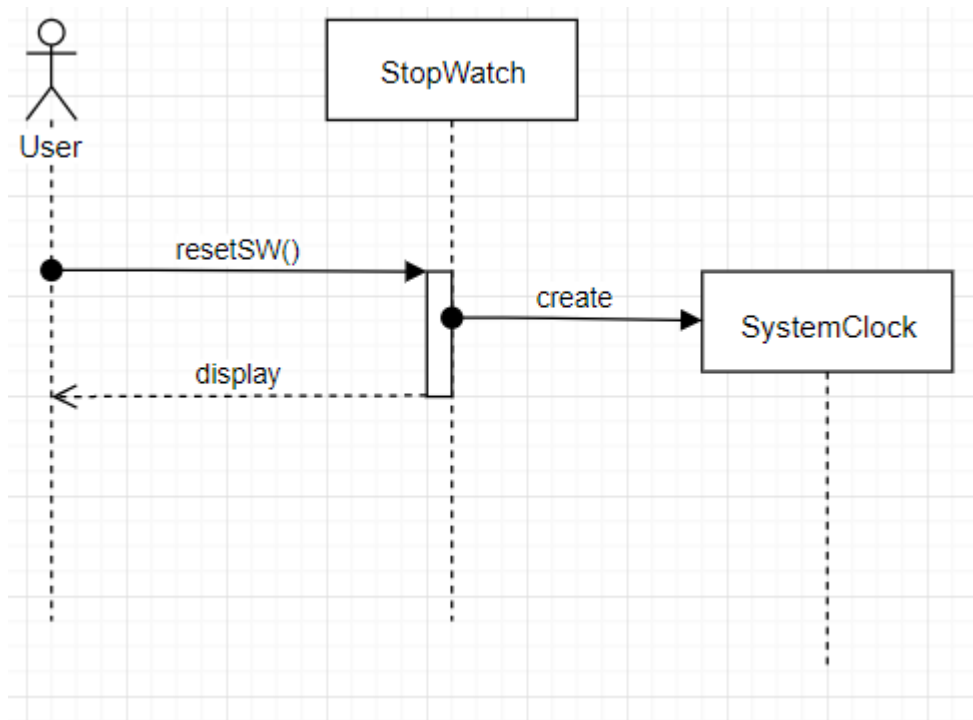 StopWatch
User
resetSW()
create
SystemClock
display